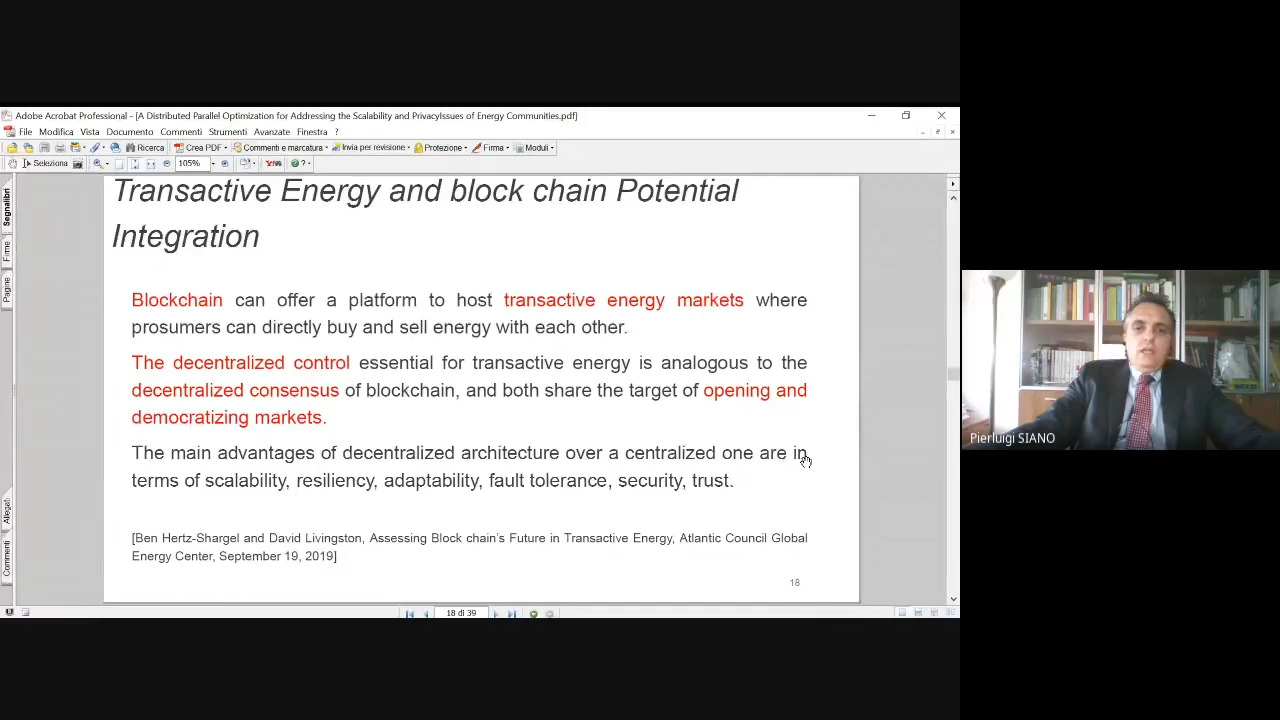 Adobe Acrobat Professional - [A Distributed Parallel Optimization for Addressing the Scalability and PrivacyIssues of Energy Communities.pdf]
File Modifica Vista Documento Commenti Strumenti Avanzate Finestra ?
Ricerca Crea PDF Commenti e marcatura Invia per revisione Protezione Firma Moduli
Seleziona 105%
Segnalibri
Firme
Pagine
Allegati
Commenti
Transactive Energy and block chain Potential
Integration
Blockchain can offer a platform to host transactive energy markets where
prosumers can directly buy and sell energy with each other.
The decentralized control essential for transactive energy is analogous to the
decentralized consensus of blockchain, and both share the target of opening and
democratizing markets.
The main advantages of decentralized architecture over a centralized one are in
terms of scalability, resiliency, adaptability, fault tolerance, security, trust.
[Ben Hertz-Shargel and David Livingston, Assessing Block chain's Future in Transactive Energy, Atlantic Council Global
Energy Center, September 19, 2019]
18
18 di 39
Pierluigi SIANO